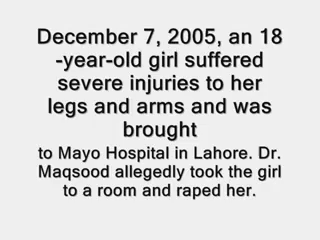 December 7, 2005, an 18
-year-old girl suffered
severe injuries to her
legs and arms and was
brought
to Mayo Hospital in Lahore. Dr.
Maqsood allegedly took the girl
to a room and raped her.